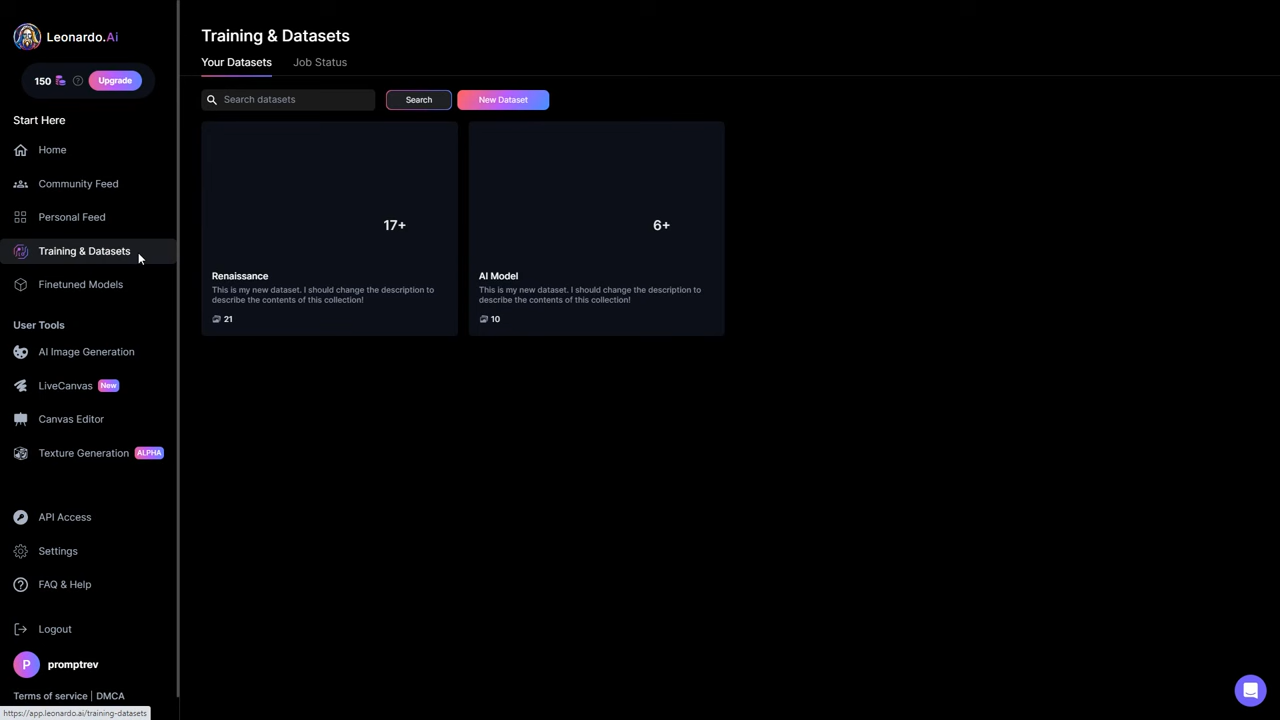 Leonardo.Ai
150
Upgrade
Start Here
Home
Community Feed
Personal Feed
Training & Datasets
Finetuned Models
User Tools
AI Image Generation
LiveCanvas New
Canvas Editor
Texture Generation ALPHA
API Access
Settings
FAQ & Help
Logout
P promptrev
Terms of service | DMCA
https://app.leonardo.ai/training-datasets
Training & Datasets
Your Datasets Job Status
Search datasets Search New Dataset
17+
Renaissance
This is my new dataset. I should change the description to
describe the contents of this collection!
21
6+
AI Model
This is my new dataset. I should change the description to
describe the contents of this collection!
10